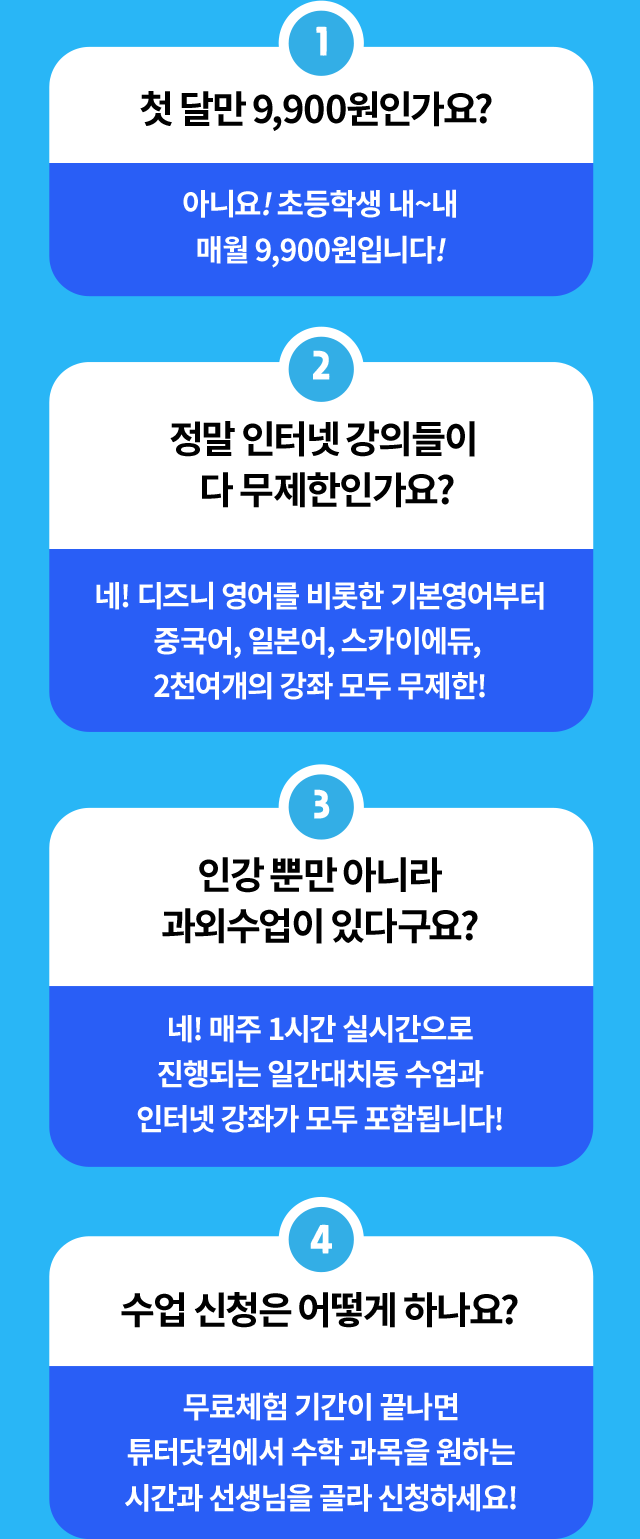 1
첫 달만 9,900원인가요?
아니요! 초등학생 내~내
매월 9,900원입니다!
2
정말 인터넷 강의들이
다 무제한인가요?
네! 디즈니 영어를 비롯한 기본영어부터
중국어, 일본어, 스카이에듀,
2천여개의 강좌 모두 무제한!
3
인강 뿐만 아니라
과외수업이 있다구요?
네! 매주 1시간 실시간으로
진행되는 일간대치동 수업과
인터넷 강좌가 모두 포함됩니다!
4
수업 신청은 어떻게 하나요?
무료체험 기간이 끝나면
튜터닷컴에서 수학 과목을 원하는
시간과 선생님을 골라 신청하세요!